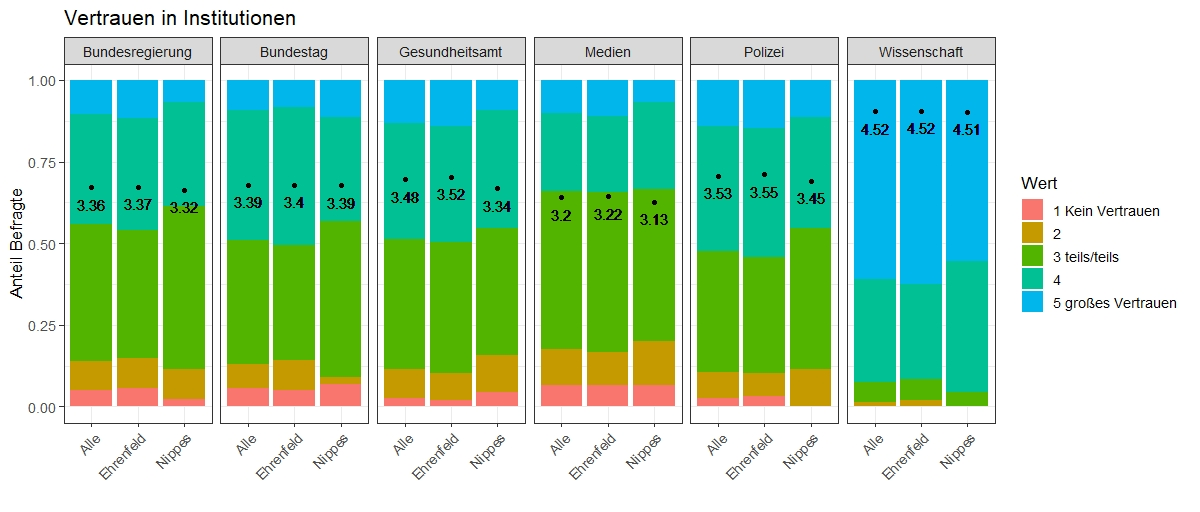 Vertrauen in Institutionen
Bundesregierung Bundestag Gesundheitsamt Medien Polizei Wissenschaft
Anteil Befragte
1.00
0.75
0.50
0.25
0.00
3.36 3.37 3.32
3.39 3.4 3.39
3.48 3.52 3.34
3.2 3.22 3.13
3.53 3.55 3.45
4.52 4.52 4.51
Alle Ehrenfeld Nippes
Alle Ehrenfeld Nippes
Alle Ehrenfeld Nippes
Alle Ehrenfeld Nippes
Alle Ehrenfeld Nippes
Alle Ehrenfeld Nippes
Wert
1 Kein Vertrauen
2
3 teils/teils
4
5 großes Vertrauen